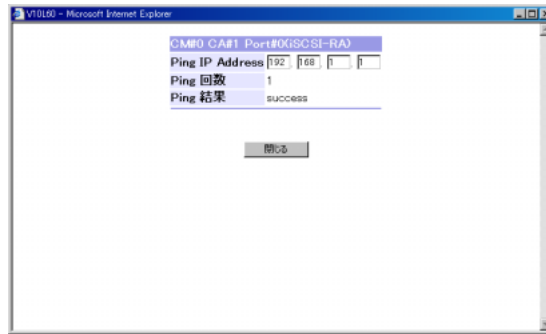 V10L60 - Microsoft Internet Explorer
CM#0 CA#1 Port#0(iSCSI-RA)
Ping IP Address 192. 168. 1. 1
Ping 回数 1
Ping 結果 success
閉じる